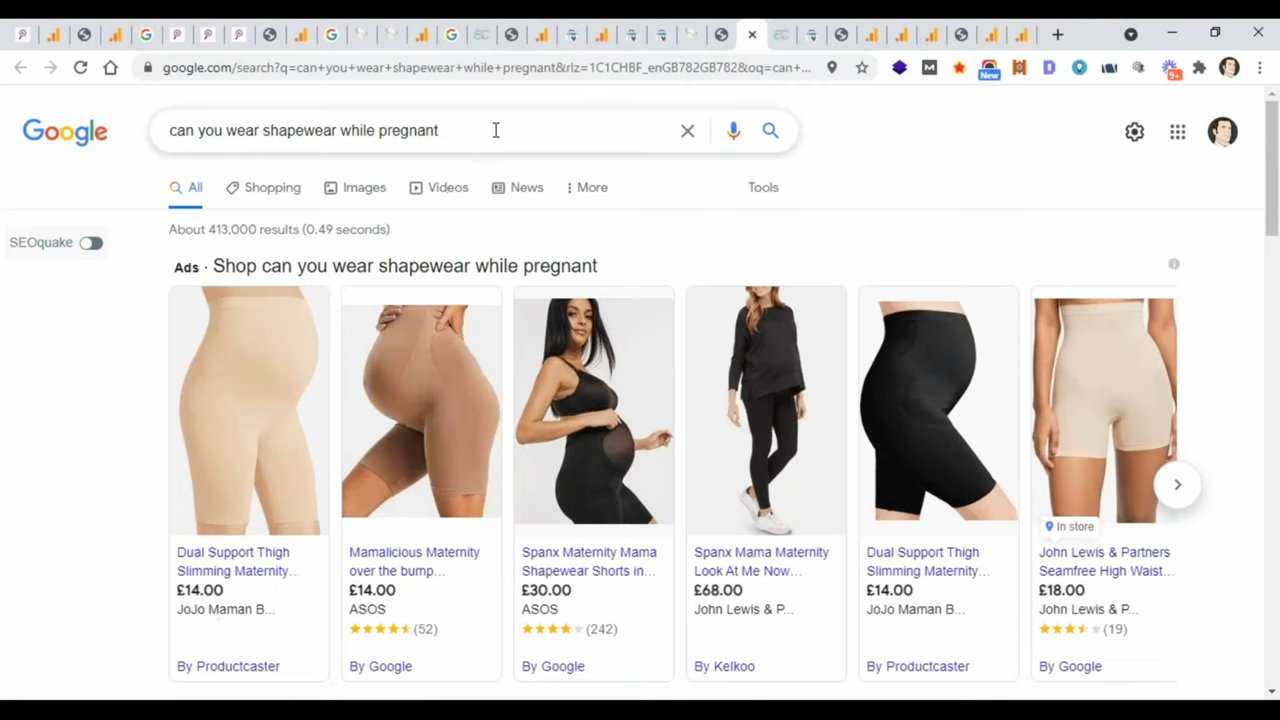 google.com/search?q=can+you+wear+shapewear+while+pregnant&rlz=1C1CHBF_enGB782GB782&oq=can+...
New
9+
Google
can you wear shapewear while pregnant
All
Shopping
Images
Videos
News
More
Tools
SEOquake
About 413,000 results (0.49 seconds)
Ads · Shop can you wear shapewear while pregnant
In store
Dual Support Thigh
Slimming Maternity...
£14.00
JoJo Maman B...
By Productcaster
Mamalicious Maternity
over the bump...
£14.00
ASOS
(52)
By Google
Spanx Maternity Mama
Shapewear Shorts in...
£30.00
ASOS
(242)
By Google
Spanx Mama Maternity
Look At Me Now...
£68.00
John Lewis & P...
By Kelkoo
Dual Support Thigh
Slimming Maternity...
£14.00
JoJo Maman B...
By Productcaster
John Lewis & Partners
Seamfree High Waist...
£18.00
John Lewis & P...
(19)
By Google